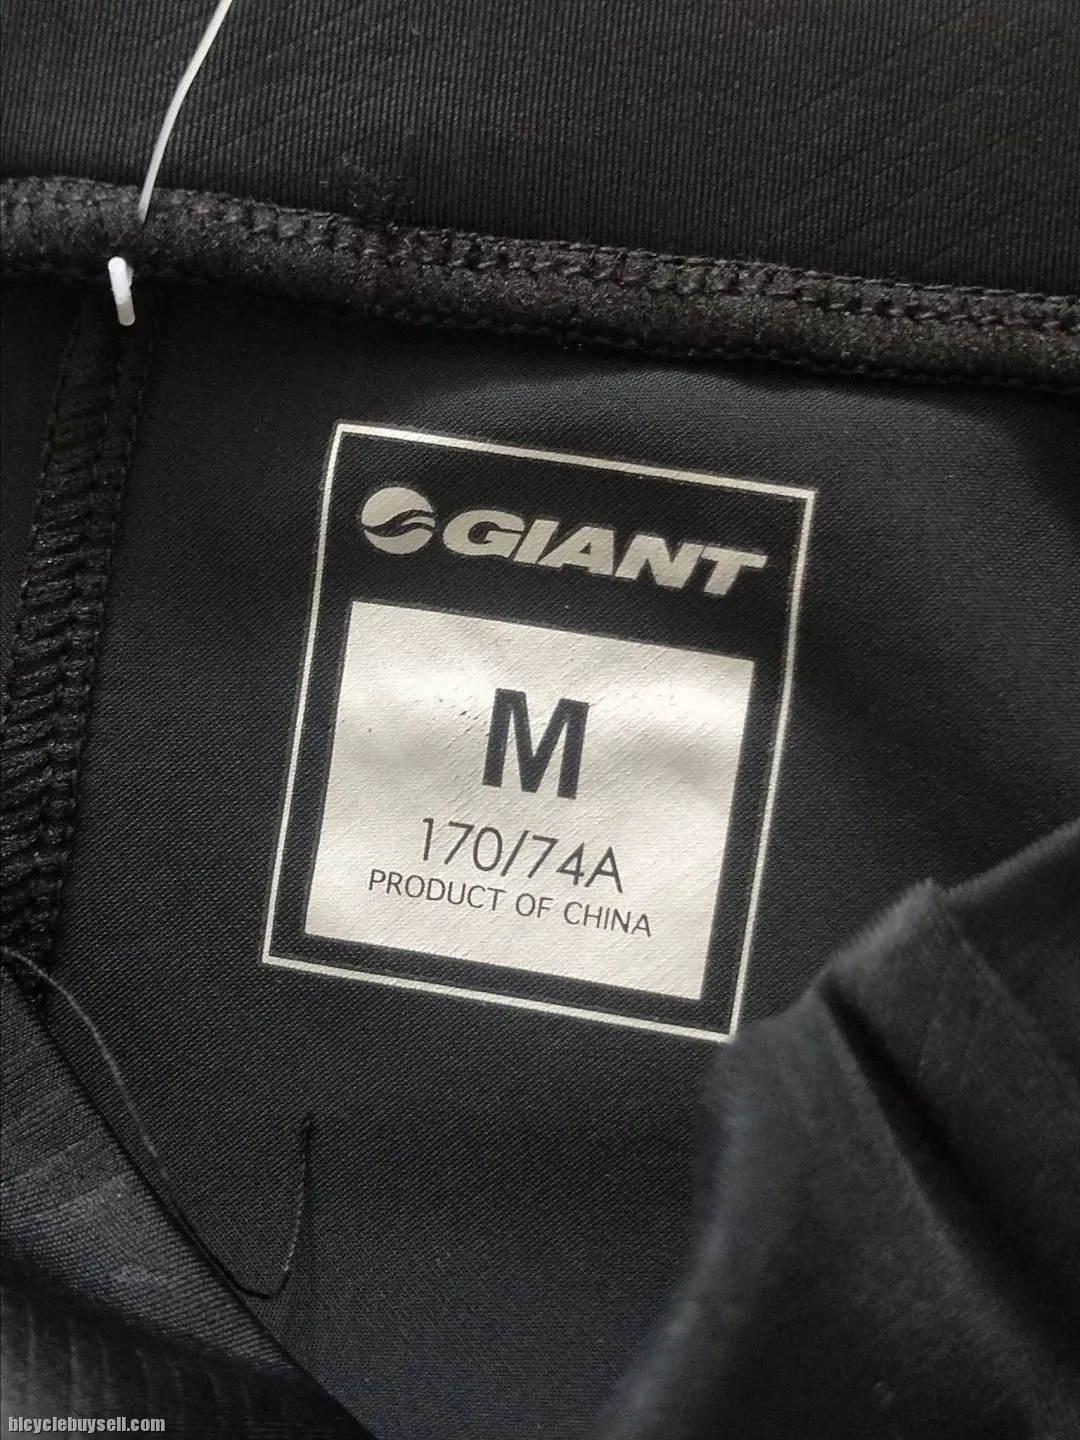 GIANT
M
170/74A
PRODUCT OF CHINA
bicyclebuysell.com